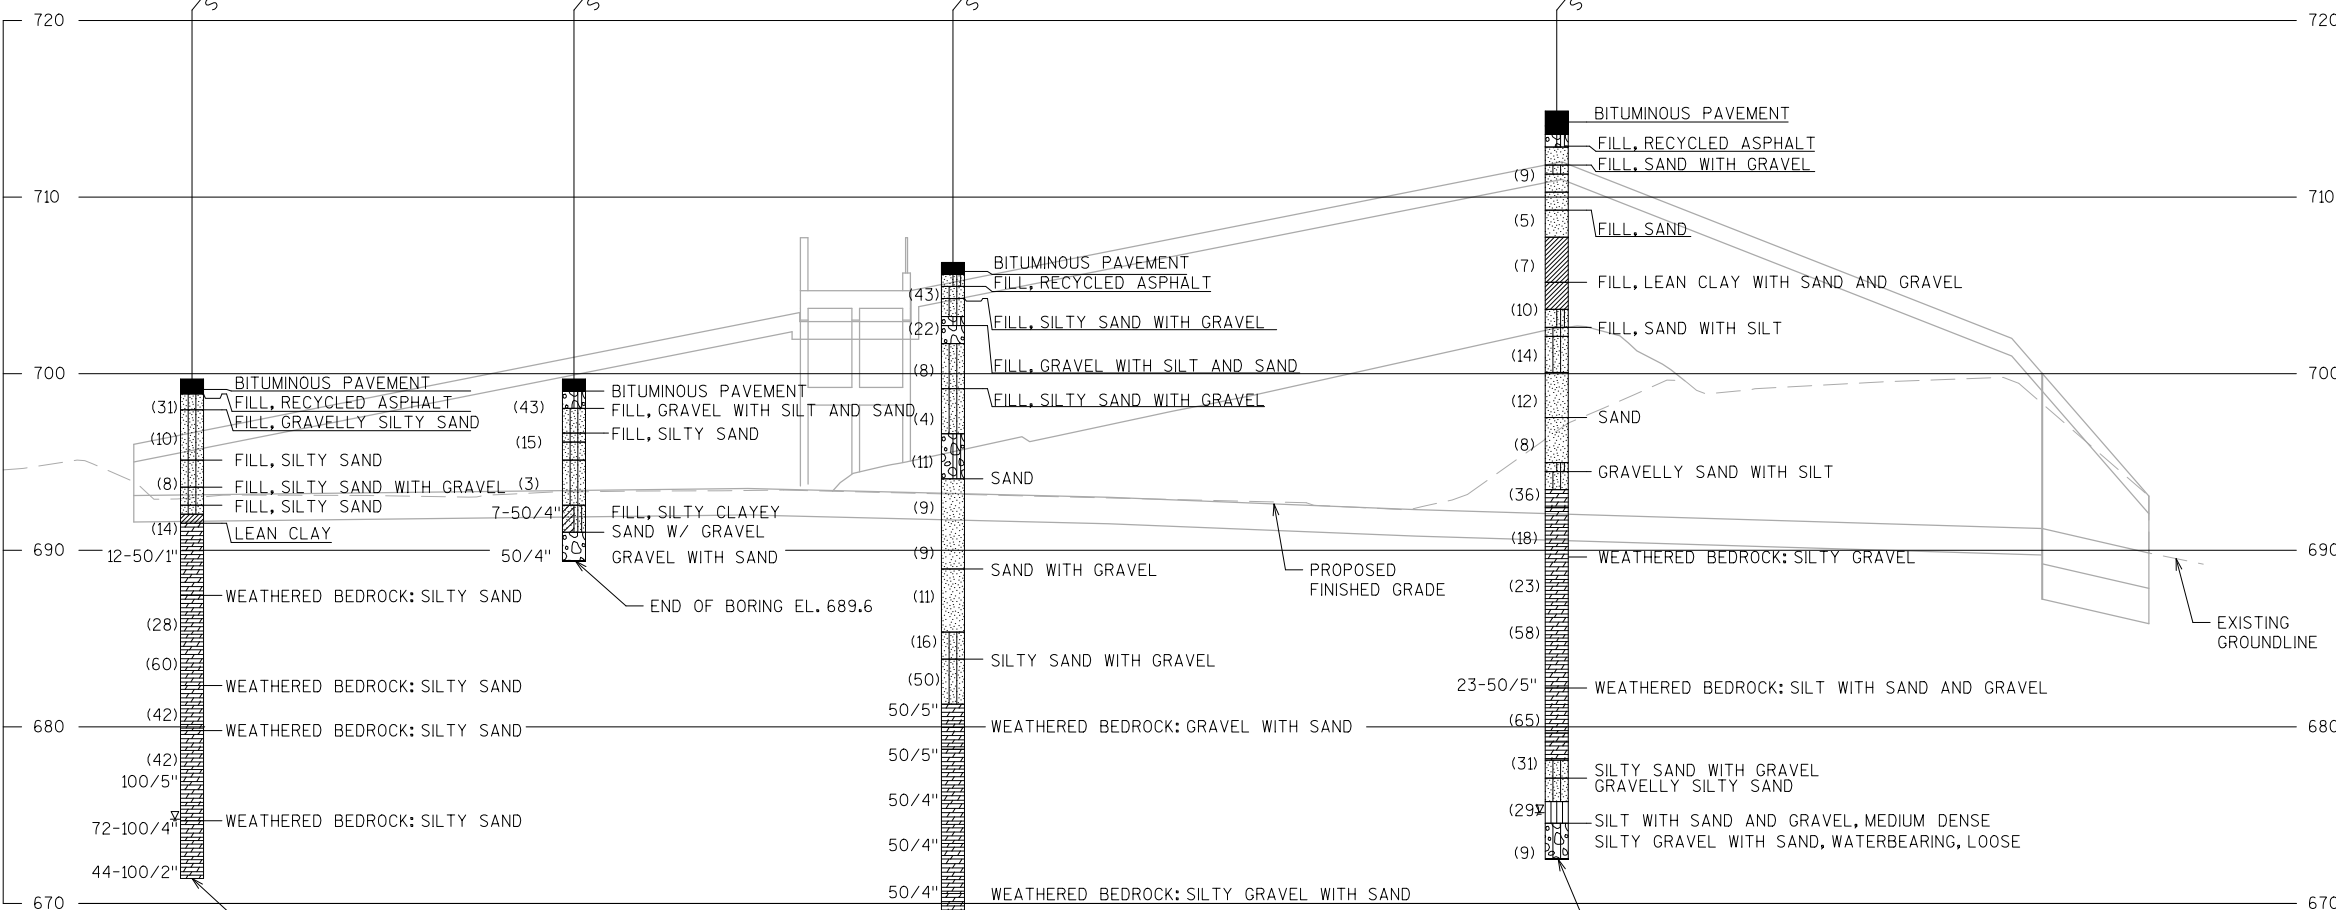 720
720
710
710
700
700
690
690
680
680
670
670
BITUMINOUS PAVEMENT
FILL, RECYCLED ASPHALT
FILL, GRAVELLY SILTY SAND
FILL, SILTY SAND
FILL, SILTY SAND WITH GRAVEL
FILL, SILTY SAND
LEAN CLAY
WEATHERED BEDROCK: SILTY SAND
WEATHERED BEDROCK: SILTY SAND
WEATHERED BEDROCK: SILTY SAND
WEATHERED BEDROCK: SILTY SAND
(31)
(10)
(8)
(14)
12-50/1"
(28)
(60)
(42)
(42)
100/5"
72-100/4"
44-100/2"
BITUMINOUS PAVEMENT
FILL, GRAVEL WITH SILT AND SAND
FILL, SILTY SAND
FILL, SILTY CLAYEY
SAND W/ GRAVEL
GRAVEL WITH SAND
END OF BORING EL. 689.6
(43)
(15)
(3)
7-50/4"
50/4"
BITUMINOUS PAVEMENT
FILL, RECYCLED ASPHALT
FILL, SILTY SAND WITH GRAVEL
FILL, GRAVEL WITH SILT AND SAND
FILL, SILTY SAND WITH GRAVEL
SAND
SAND WITH GRAVEL
SILTY SAND WITH GRAVEL
WEATHERED BEDROCK: GRAVEL WITH SAND
WEATHERED BEDROCK: SILTY GRAVEL WITH SAND
(43)
(22)
(8)
(4)
(11)
(9)
(9)
(11)
(16)
(50)
50/5"
50/5"
50/4"
50/4"
50/4"
PROPOSED
FINISHED GRADE
BITUMINOUS PAVEMENT
FILL, RECYCLED ASPHALT
FILL, SAND WITH GRAVEL
FILL, SAND
FILL, LEAN CLAY WITH SAND AND GRAVEL
FILL, SAND WITH SILT
SAND
GRAVELLY SAND WITH SILT
WEATHERED BEDROCK: SILTY GRAVEL
WEATHERED BEDROCK: SILT WITH SAND AND GRAVEL
SILTY SAND WITH GRAVEL
GRAVELLY SILTY SAND
SILT WITH SAND AND GRAVEL, MEDIUM DENSE
SILTY GRAVEL WITH SAND, WATERBEARING, LOOSE
(9)
(5)
(7)
(10)
(14)
(12)
(8)
(36)
(18)
(23)
(58)
23-50/5"
(65)
(31)
(29)
(9)
EXISTING
GROUNDLINE